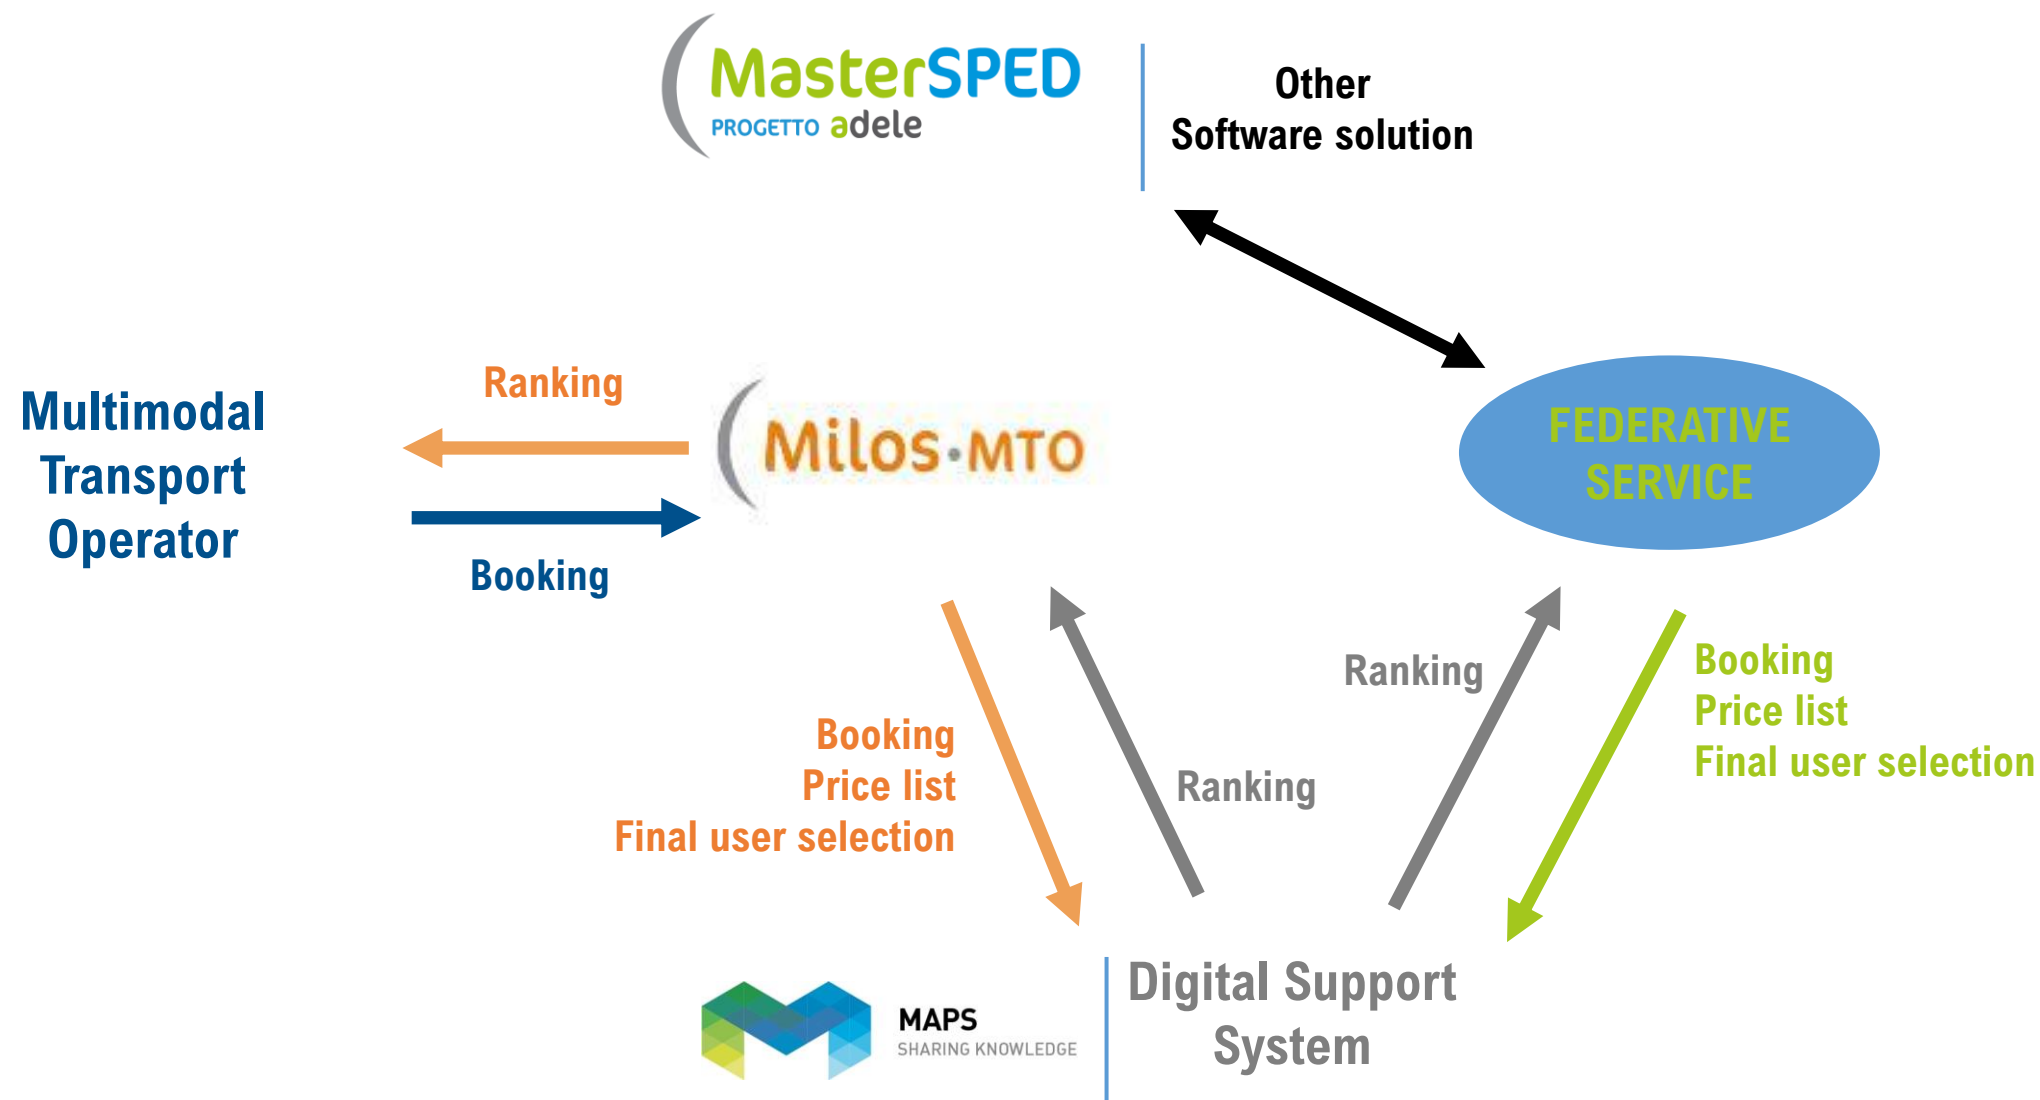 MasterSPED
PROGETTO adele
Other
Software solution
Ranking
Multimodal
Transport
Operator
Milos·MTO
FEDERATIVE
SERVICE
Booking
Ranking
Booking
Price list
Final user selection
Booking
Price list
Final user selection
Ranking
Digital Support
System
MAPS
SHARING KNOWLEDGE